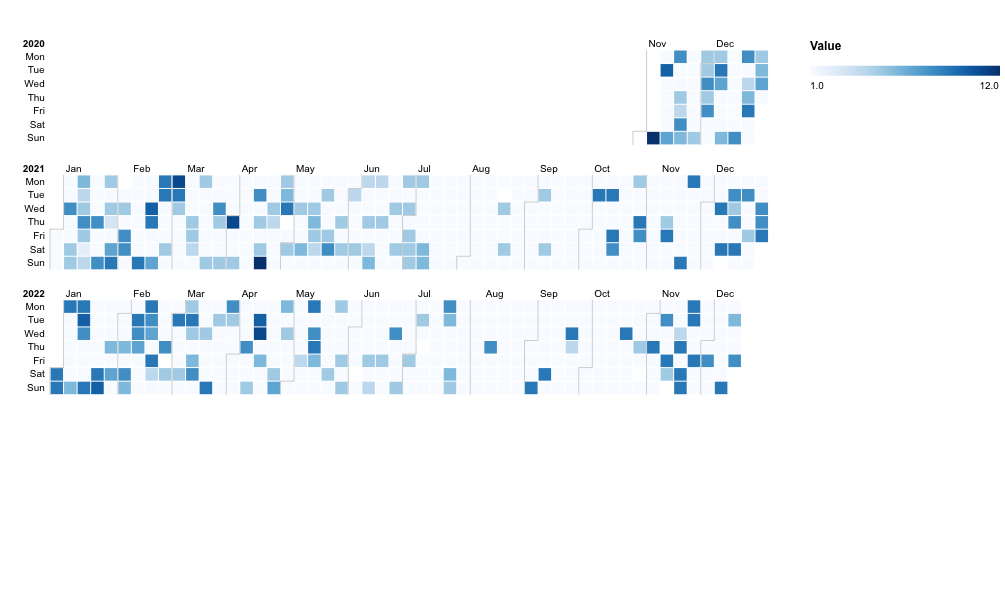 2020 Nov Dec
Mon
Tue
Wed
Thu
Fri
Sat
Sun
2021 Jan Feb Mar Apr May Jun Jul Aug Sep Oct Nov Dec
Mon
Tue
Wed
Thu
Fri
Sat
Sun
2022 Jan Feb Mar Apr May Jun Jul Aug Sep Oct Nov Dec
Mon
Tue
Wed
Thu
Fri
Sat
Sun
Value
1.0 12.0